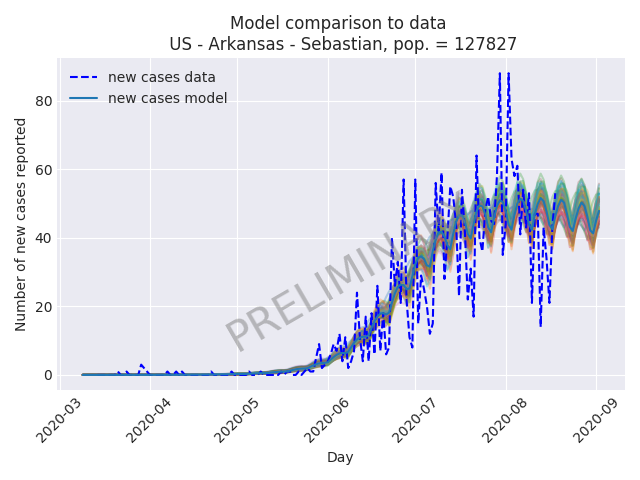 Model comparison to data
US - Arkansas - Sebastian, pop. = 127827
new cases data
new cases model
Number of new cases reported
80
60
40
20
0
PRELIMINARY
2020-03
2020-04
2020-05
2020-06
2020-07
2020-08
2020-09
Day